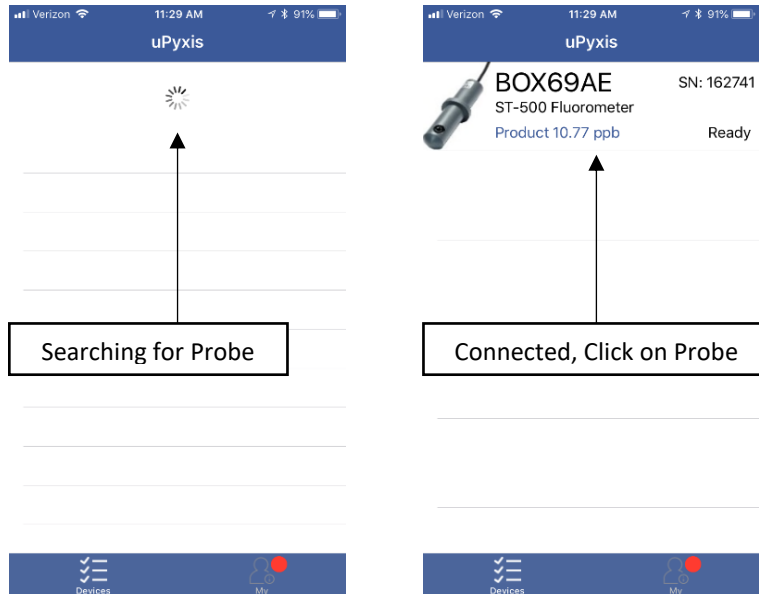 Verizon 11:29 AM 91%
uPyxis
Searching for Probe
Devices
My
Verizon 11:29 AM 91%
uPyxis
BOX69AE SN: 162741
ST-500 Fluorometer
Product 10.77 ppb Ready
Connected, Click on Probe
Devices
My